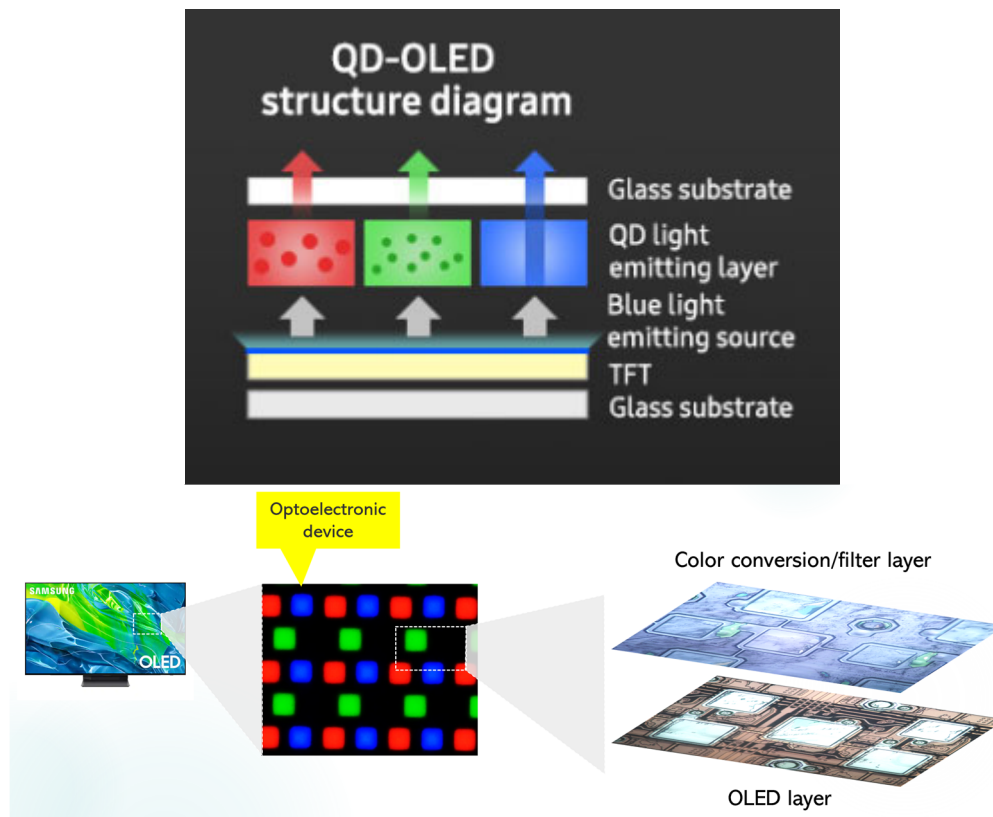 QD-OLED
structure diagram
Glass substrate
QD light
emitting layer
Blue light
emitting source
TFT
Glass substrate
Optoelectronic
device
Color conversion/filter layer
SAMSUNG
OLED
OLED layer